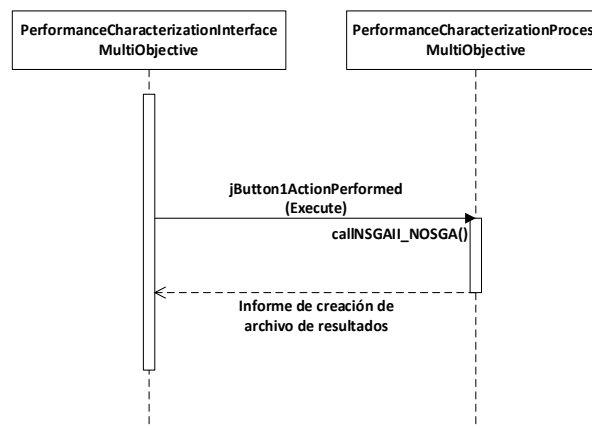 PerformanceCharacterizationInterface
MultiObjective
PerformanceCharacterizationProces
MultiObjective
jButton1ActionPerformed
(Execute)
callNSGAII_NOSGA()
Informe de creación de
archivo de resultados